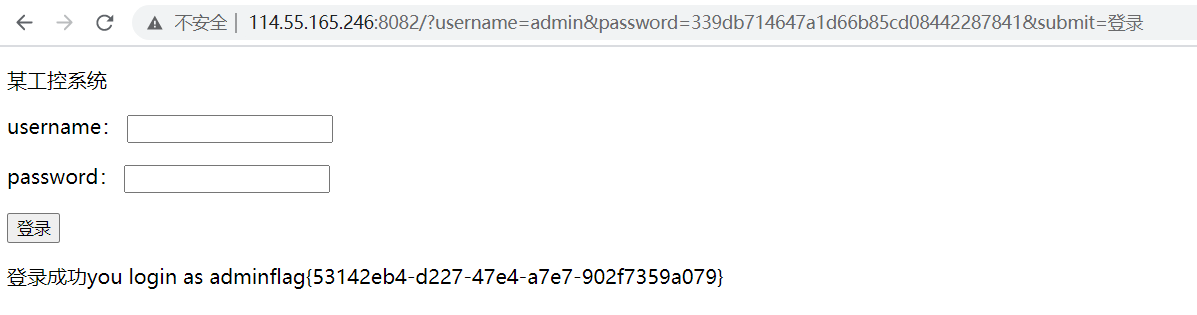 不安全 | 114.55.165.246:8082/?username=admin&password=339db714647a1d66b85cd08442287841&submit=登录
某工控系统
username：
password：
登录
登录成功you login as adminflag{53142eb4-d227-47e4-a7e7-902f7359a079}